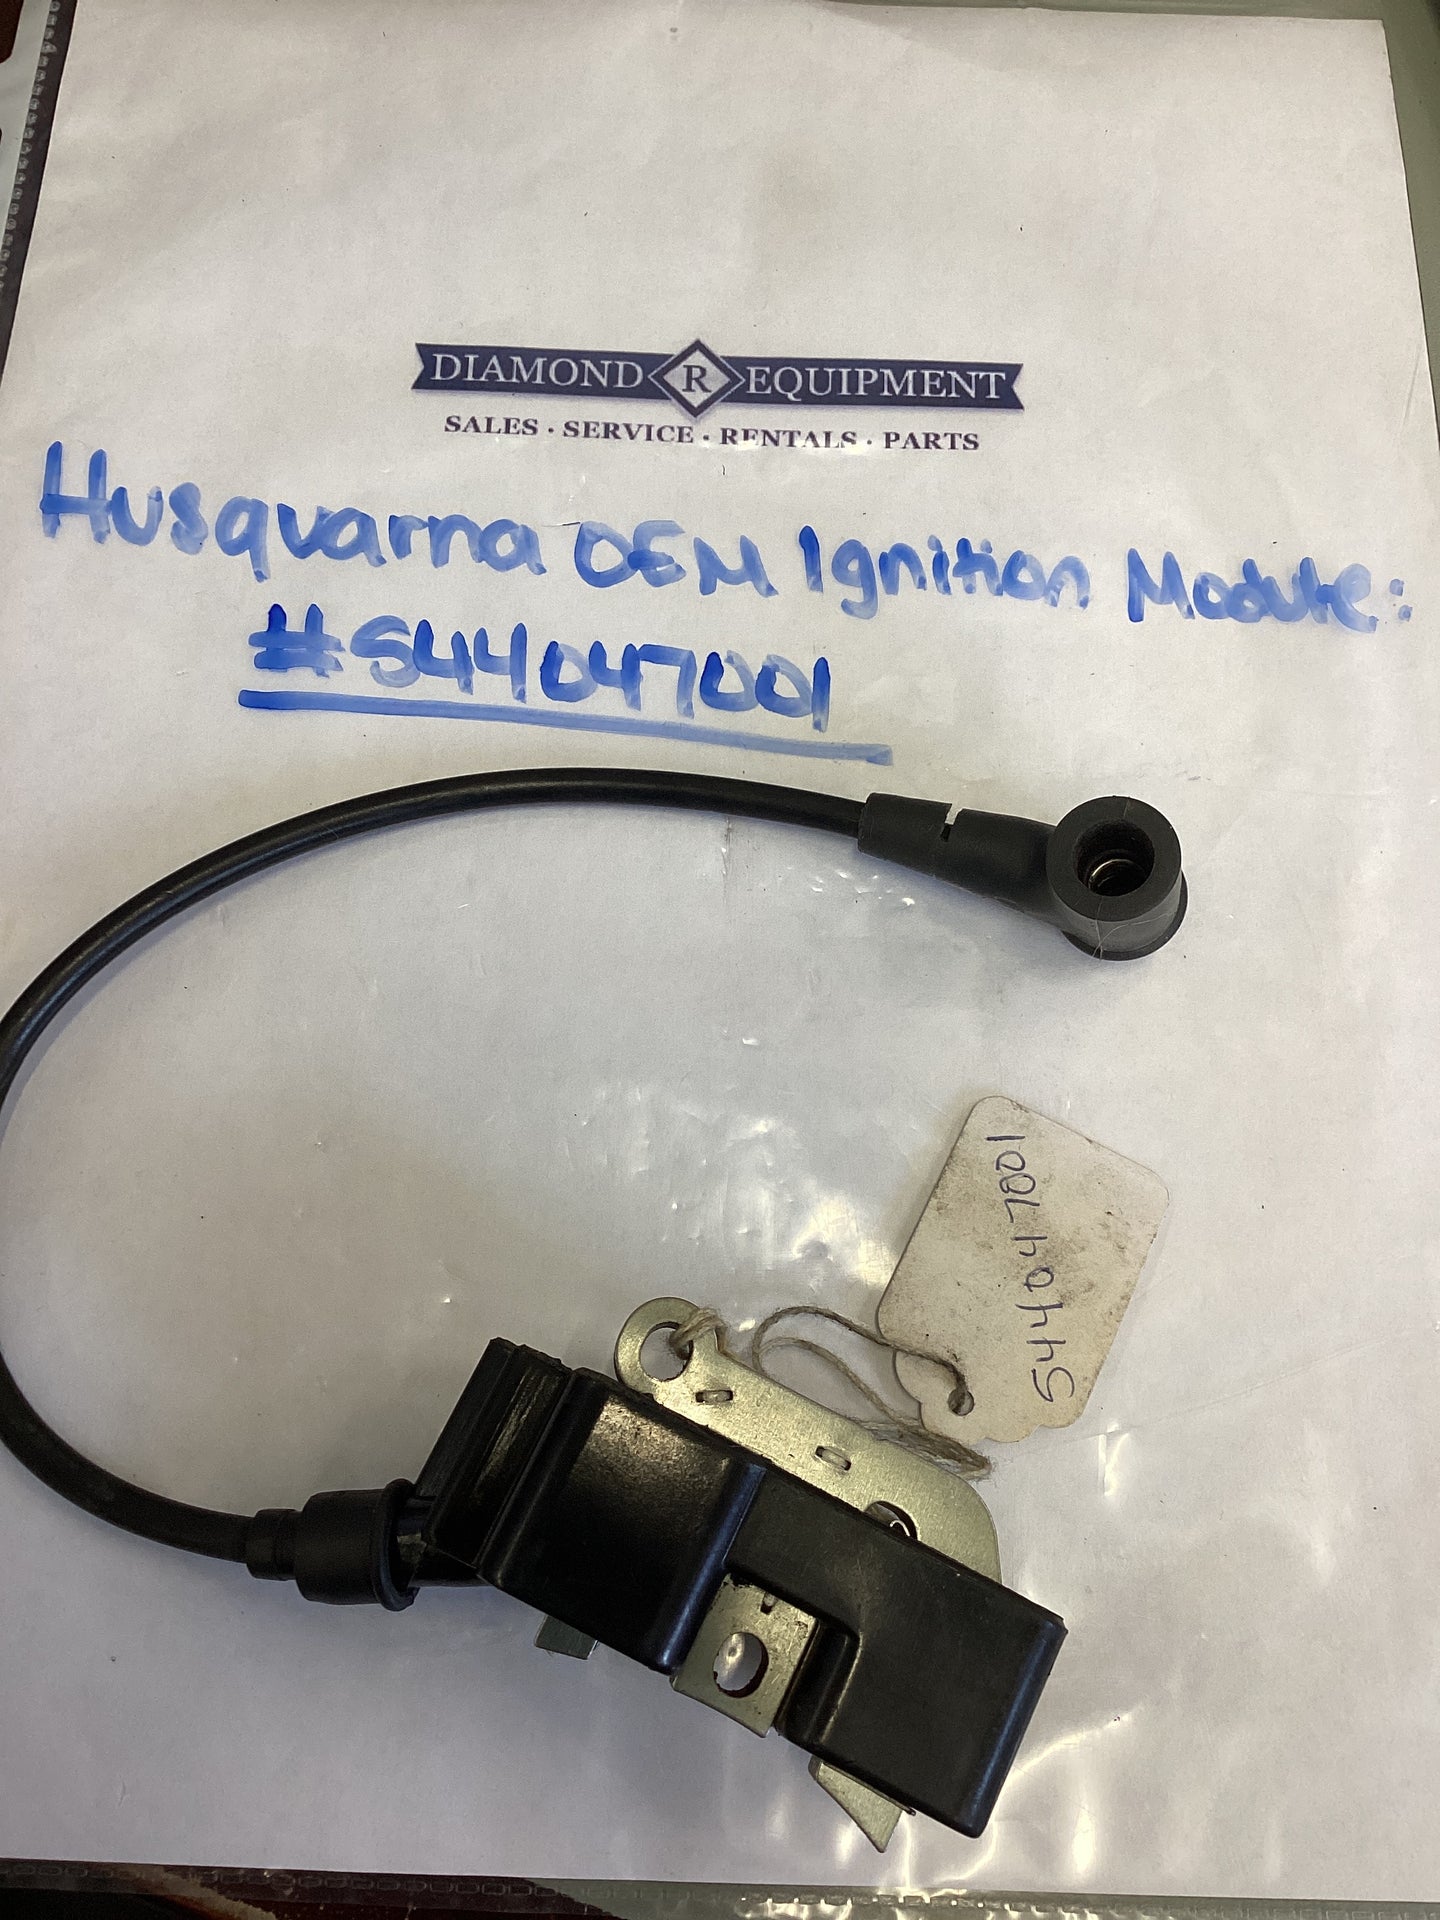 DIAMOND R EQUIPMENT
SALES · SERVICE · RENTALS · PARTS
Husqvarna OEM Ignition Module:
#544047001
544047001